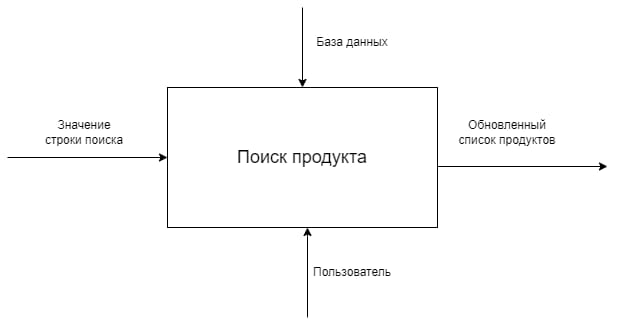 База данных
Значение
строки поиска
Поиск продукта
Обновленный
список продуктов
Пользователь